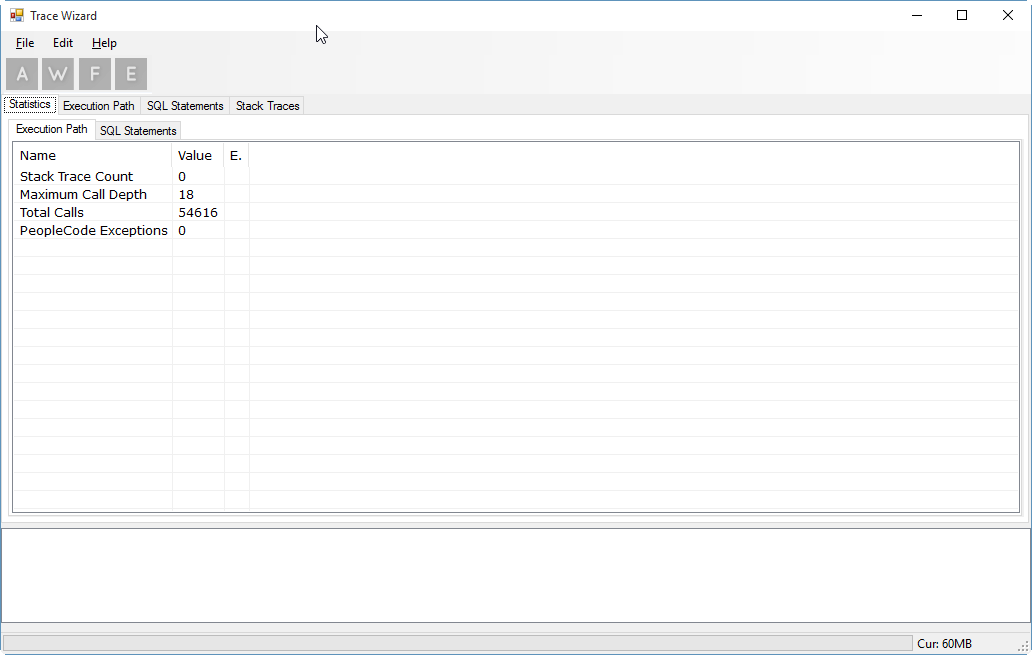 Trace Wizard
File Edit Help
A W F E
Statistics Execution Path SQL Statements Stack Traces
Execution Path SQL Statements
Name Value E.
Stack Trace Count 0
Maximum Call Depth 18
Total Calls 54616
PeopleCode Exceptions 0
Cur: 60MB